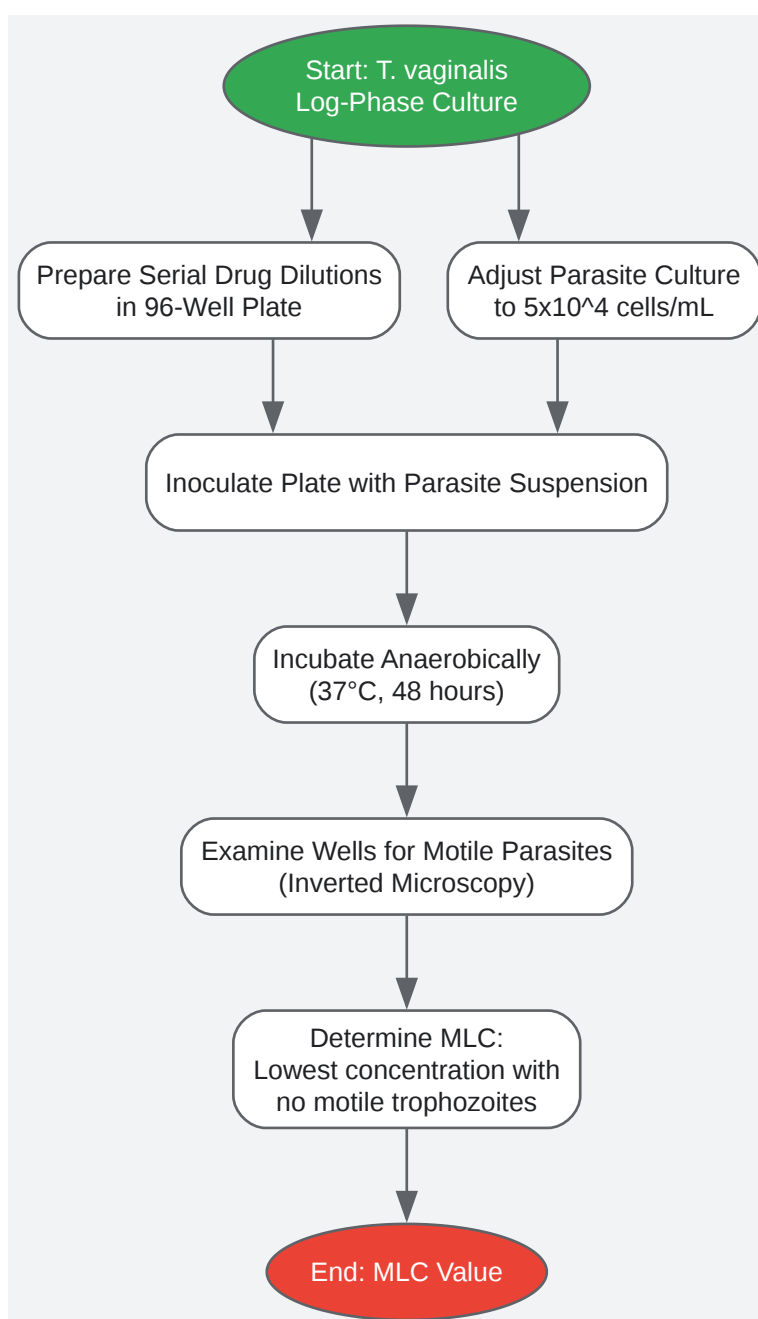 Start: T. vaginalis
Log-Phase Culture
Prepare Serial Drug Dilutions
in 96-Well Plate
Adjust Parasite Culture
to 5x10^4 cells/mL
Inoculate Plate with Parasite Suspension
Incubate Anaerobically
(37°C, 48 hours)
Examine Wells for Motile Parasites
(Inverted Microscopy)
Determine MLC:
Lowest concentration with
no motile trophozoites
End: MLC Value